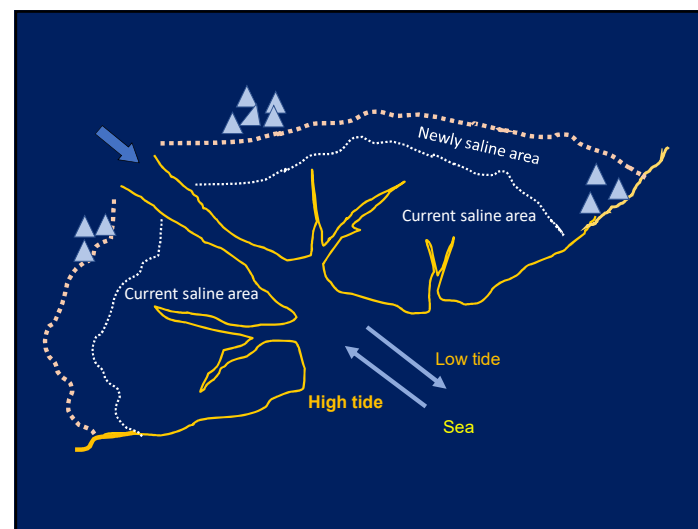 Newly saline area
Current saline area
Current saline area
Low tide
High tide
Sea